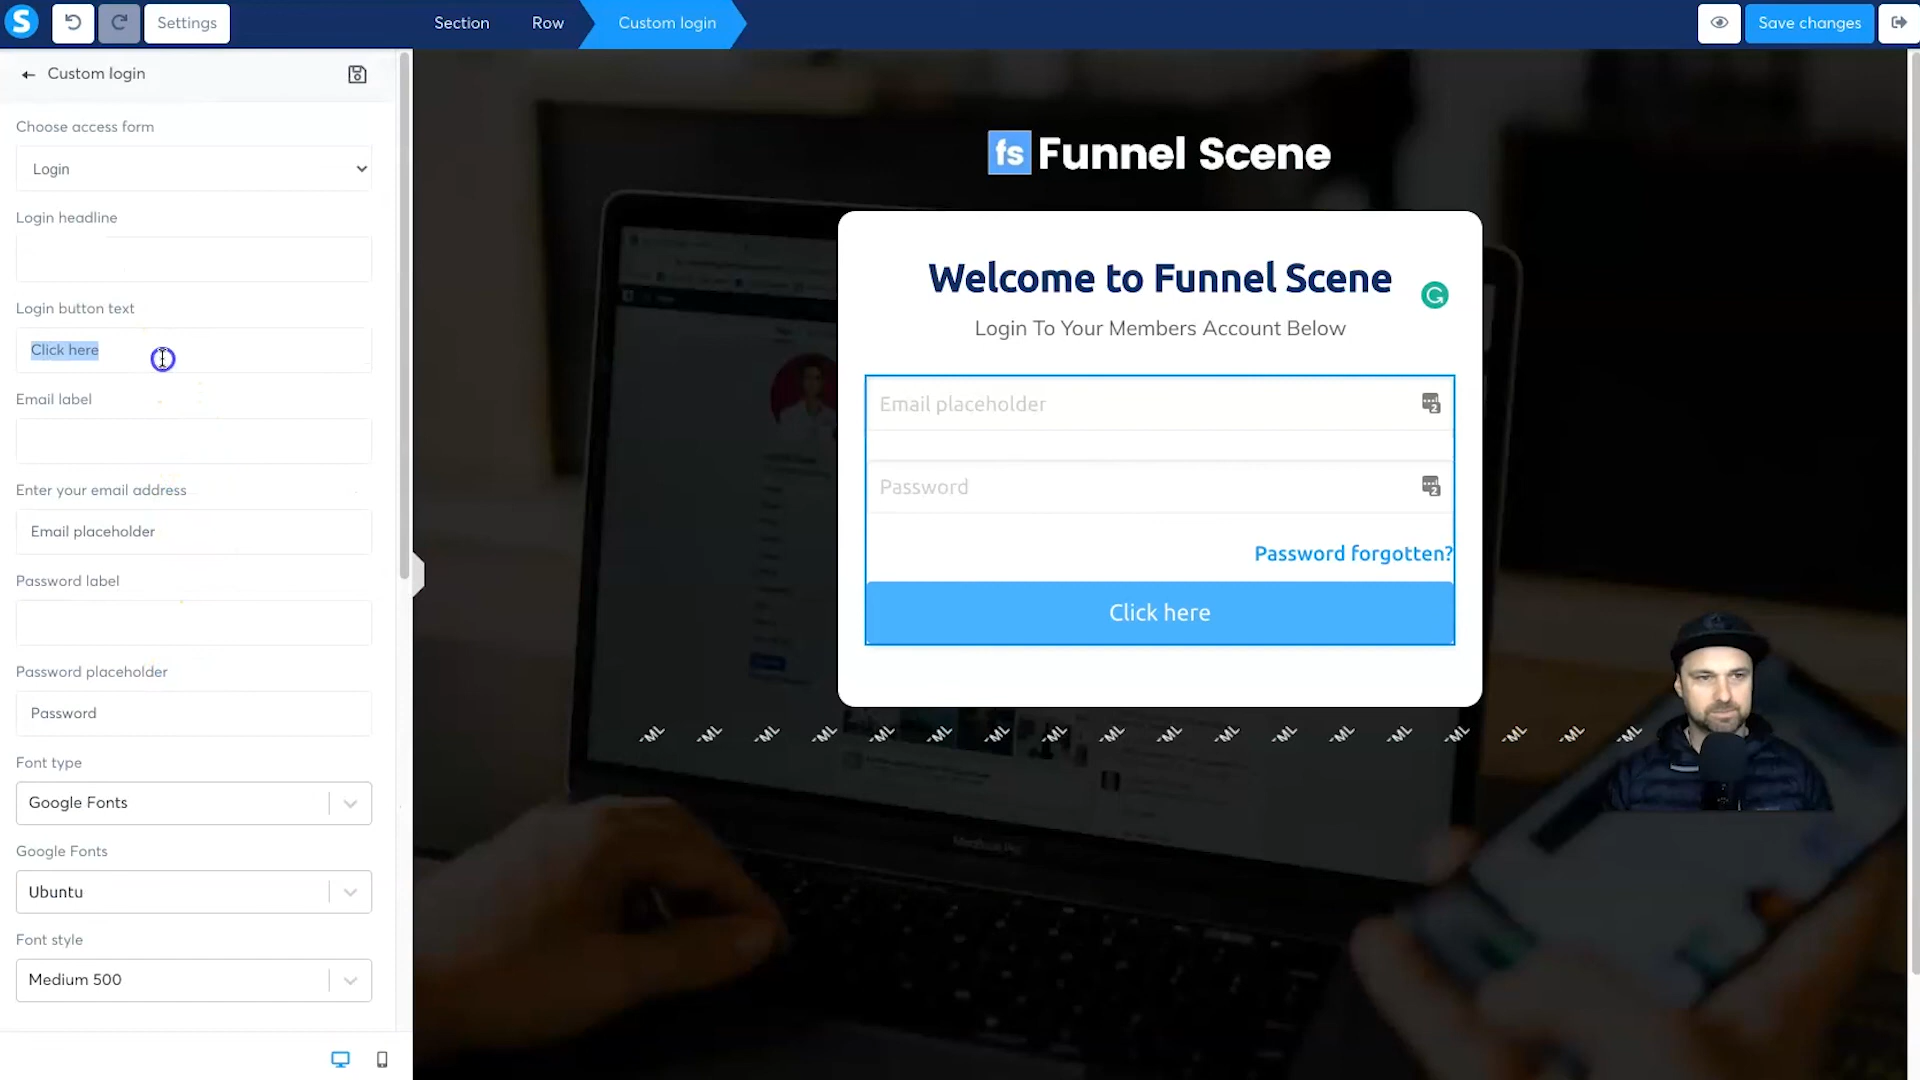 S Settings Section Row Custom login Save changes
Custom login
Choose access form
Login
Login headline
Login button text
Click here
Email label
Enter your email address
Email placeholder
Password label
Password placeholder
Password
Font type
Google Fonts
Google Fonts
Ubuntu
Font style
Medium 500
fs Funnel Scene
Welcome to Funnel Scene
Login To Your Members Account Below
Email placeholder
2
Password
2
Password forgotten?
Click here